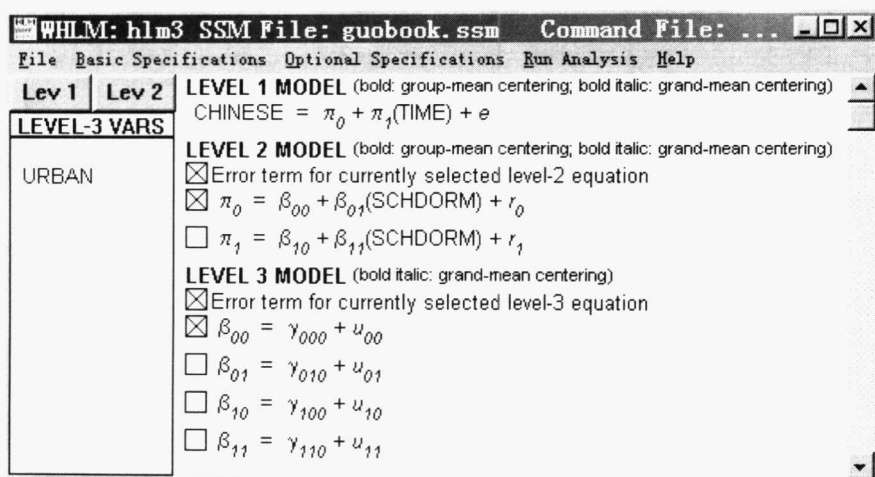 WHLM: hlm3 SSM File: guobook.ssm Command File: ...
File Basic Specifications Optional Specifications Run Analysis Help
Lev 1 Lev 2
LEVEL-3 VARS
URBAN
LEVEL 1 MODEL (bold: group-mean centering; bold italic: grand-mean centering)
CHINESE = π₀ + π₁(TIME) + e
LEVEL 2 MODEL (bold: group-mean centering; bold italic: grand-mean centering)
Error term for currently selected level-2 equation
π₀ = β₀₀ + β₀₁(SCHDORM) + r₀
π₁ = β₁₀ + β₁₁(SCHDORM) + r₁
LEVEL 3 MODEL (bold italic: grand-mean centering)
Error term for currently selected level-3 equation
β₀₀ = γ₀₀₀ + u₀₀
β₀₁ = γ₀₁₀ + u₀₁
β₁₀ = γ₁₀₀ + u₁₀
β₁₁ = γ₁₁₀ + u₁₁